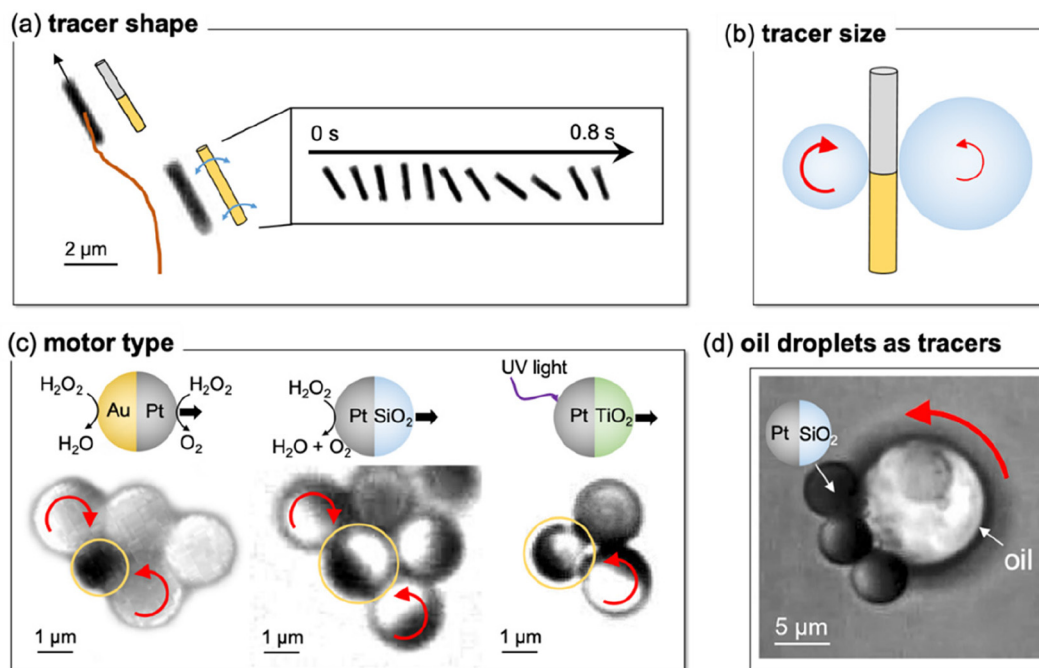 (a) tracer shape
0 s 0.8 s
2 µm
(b) tracer size
(c) motor type
H₂O₂ H₂O₂
Au Pt
H₂O O₂
H₂O₂
Pt SiO₂
H₂O + O₂
UV light
Pt TiO₂
1 µm
1 µm
1 µm
(d) oil droplets as tracers
Pt SiO₂
oil
5 µm